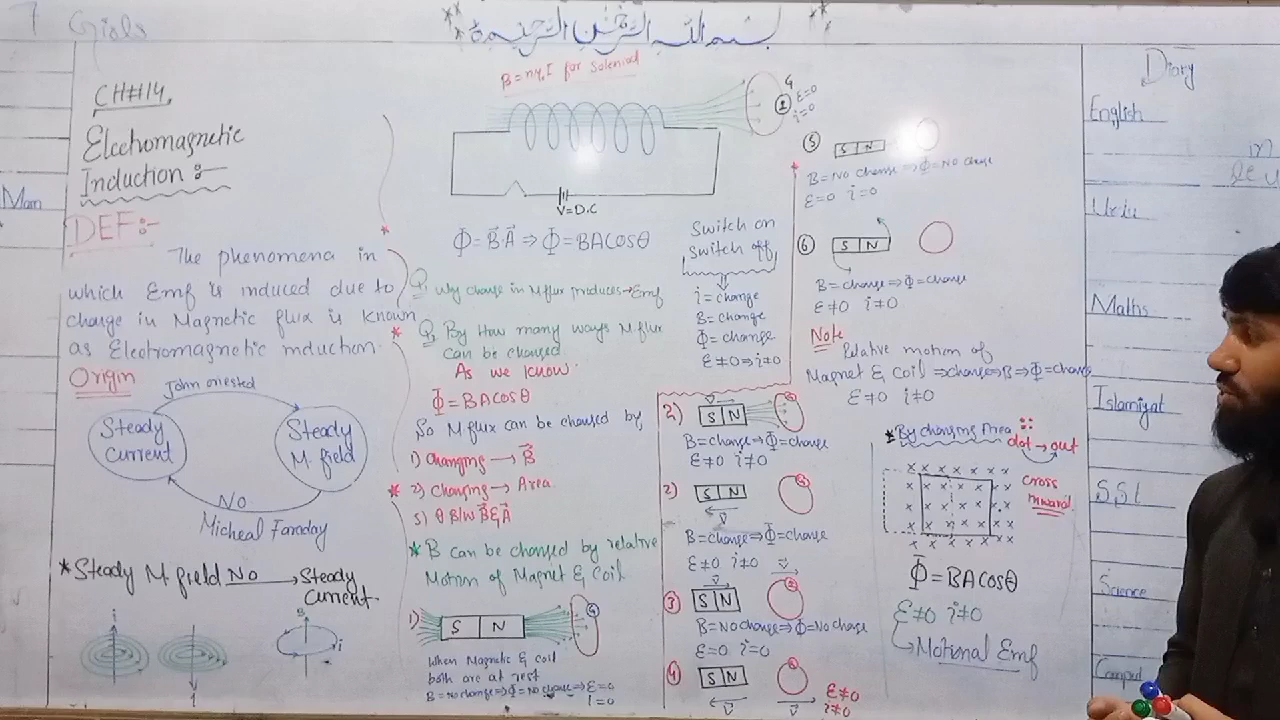 7 Girls
بسم اللہ الرحمٰن الرحیم
CH#14,
Electromagnetic
Induction :-
Mam
DEF:-
The phenomena in
which Emf is induced due to
change in Magnetic flux is known
as Electromagnetic induction.
Origin
John oriested
Steady
Current
Steady
M. field
No
Micheal Faraday
*Steady M. field No → Steady
Current
i
i
B
i
B=nμ₀I for Solenoid
V=D.C
4
2 ε=0
i=0
Φ=B⃗.A⃗ ⇒ Φ=BACosθ
Q Why change in M flux produces → Emf
Q By How many ways M flux
can be changed
As we know.
Φ=BACosθ
So M flux can be changed by
1) Changing → B⃗
* 2) Changing → Area
3) θ B/w B⃗ & A⃗
* B can be changed by relative
Motion of Magnet & Coil
1) S N G
When Magnetic & coil
both are at rest
B=No change ⇒ Φ=No change ⇒ ε=0
i=0
Switch on
Switch off
i=change
B=change
Φ=change
ε≠0 ⇒ i≠0
2) S N
B=change ⇒ Φ=change
ε≠0 i≠0
2) S N
v⃗
B=change ⇒ Φ=change
ε≠0 i≠0
3 S N
v⃗ v⃗
B=No change ⇒ Φ=No change
ε=0 i=0
4 S N
v⃗ v⃗ ε≠0
i≠0
5 S N
B=No change ⇒ Φ=No change
ε=0 i=0
6 S N
B=change ⇒ Φ=change
ε≠0 i≠0
Note
Relative motion of
Magnet & Coil ⇒ change ⇒ B ⇒ Φ=change
ε≠0 i≠0
* By changing Area ::
dot → out
cross
inward
x x x x x x
x x x x x x
x x x x x x
x x x x x x
x x x x x x
Φ=BACosθ
ε≠0 i≠0
Motional Emf
Diary
English
Urdu
Maths
Islamiyat
S.St
Science
Comput